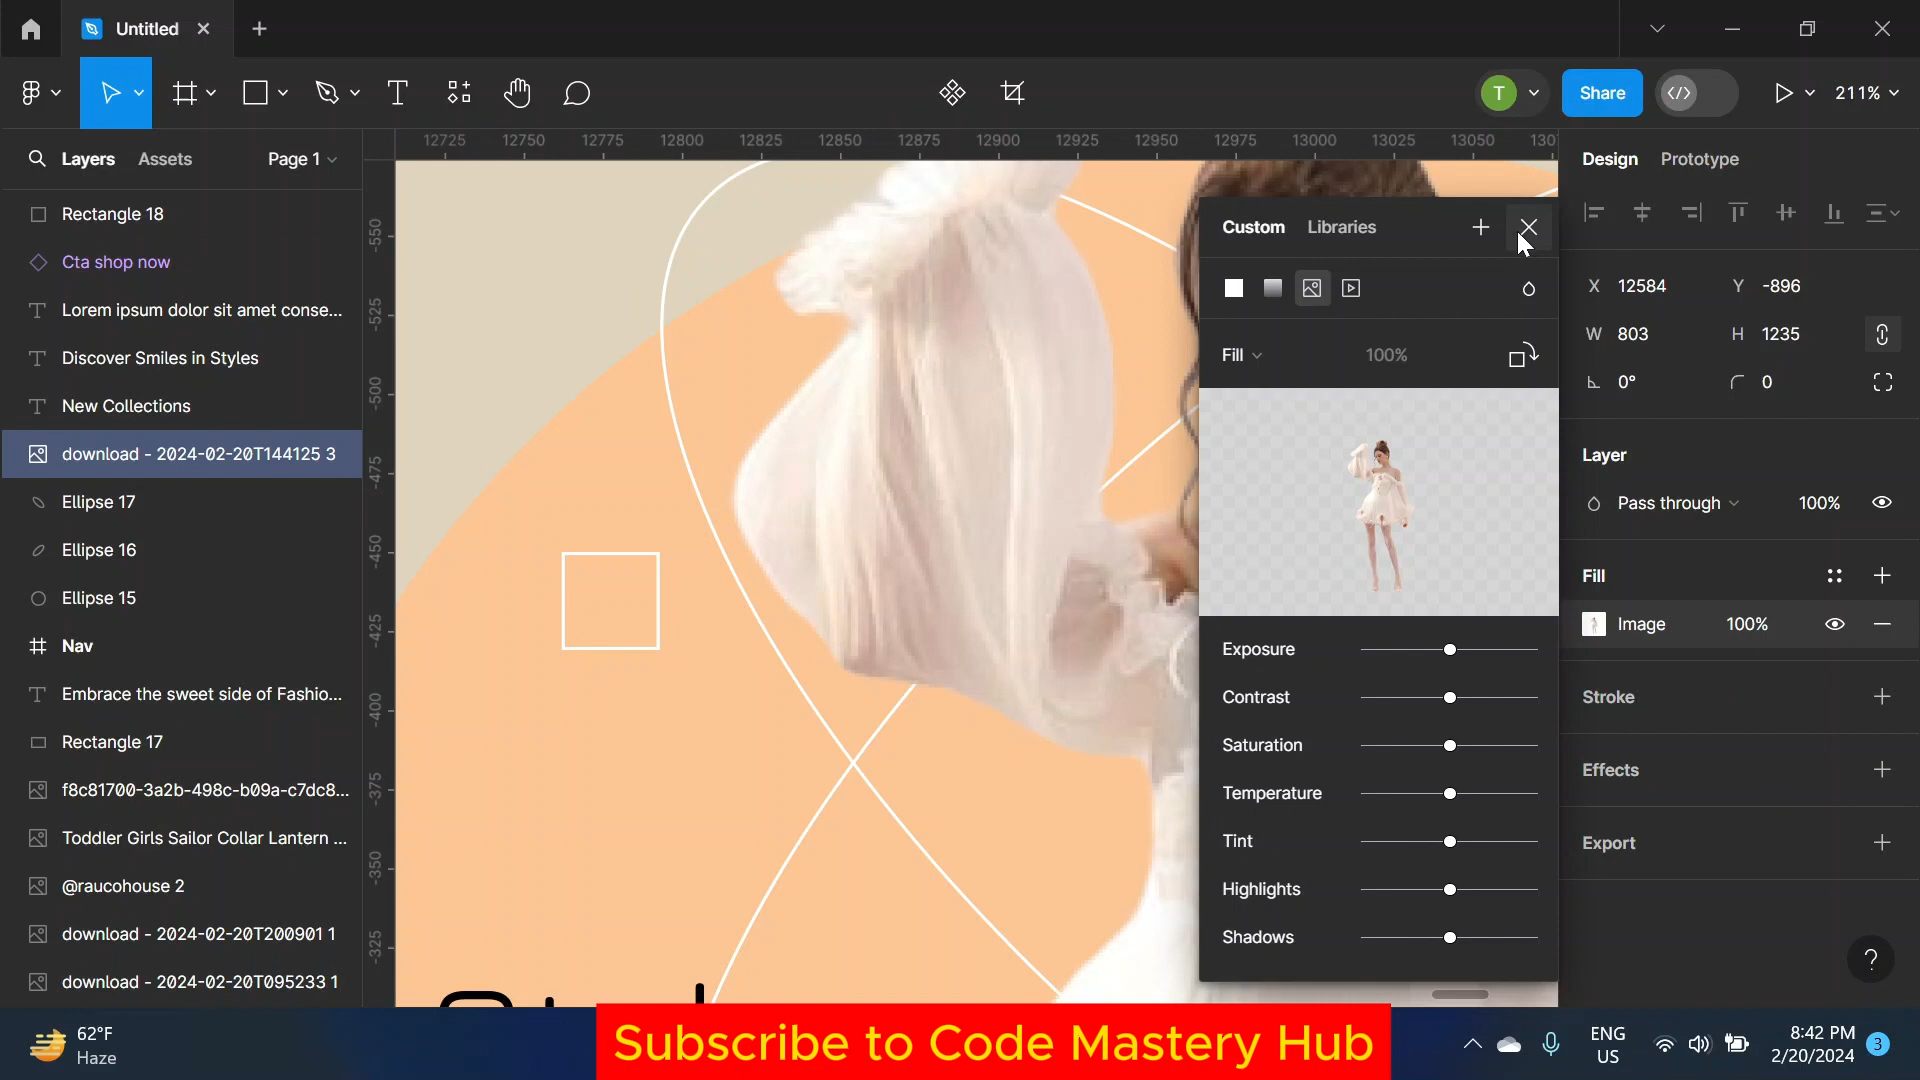 Untitled
Share
211%
Layers
Assets
Page 1
12725
12750
12775
12800
12825
12850
12875
12900
12925
12950
12975
13000
13025
13050
Design
Prototype
Rectangle 18
Cta shop now
Lorem ipsum dolor sit amet conse...
Discover Smiles in Styles
New Collections
download - 2024-02-20T144125 3
Ellipse 17
Ellipse 16
Ellipse 15
Nav
Embrace the sweet side of Fashio...
Rectangle 17
f8c81700-3a2b-498c-b09a-c7dc8...
Toddler Girls Sailor Collar Lantern ...
@raucohouse 2
download - 2024-02-20T200901 1
download - 2024-02-20T095233 1
-550
-525
-500
-475
-450
-425
-400
-375
-350
-325
Custom
Libraries
Fill
100%
Exposure
Contrast
Saturation
Temperature
Tint
Highlights
Shadows
X 12584 Y -896
W 803 H 1235
0° 0
Layer
Pass through 100%
Fill
Image 100%
Stroke
Effects
Export
?
T
Subscribe to Code Mastery Hub
62°F
Haze
ENG
US
8:42 PM
2/20/2024
3